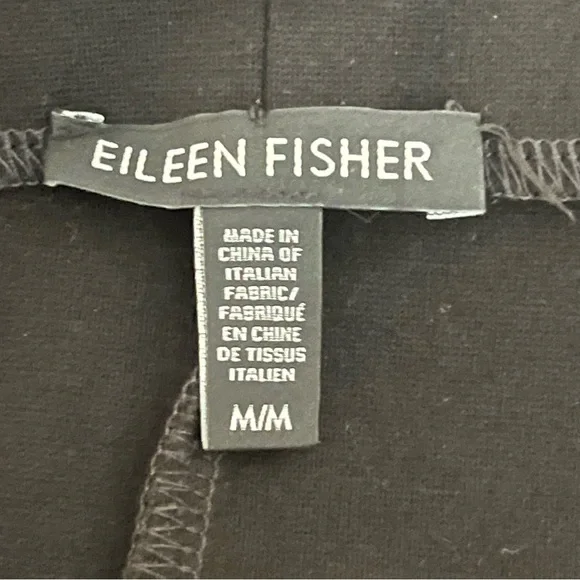 EILEEN FISHER
MADE IN
CHINA OF
ITALIAN
FABRIC/
FABRIQUÉ
EN CHINE
DE TISSUS
ITALIEN
M/M